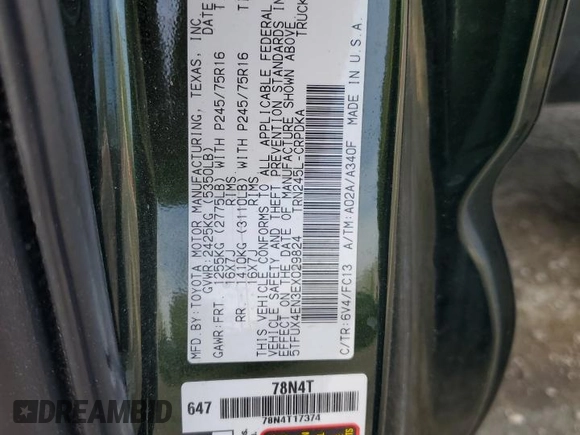 MFD. BY: TOYOTA MOTOR MANUFACTURING, TEXAS, INC.
DATE
GVWR: 2425KG (5350LB)
GAWR: FRT. 1255KG (2775LB) WITH P245/75R16
16X7J RIMS,
RR. 1410KG (3110LB) WITH P245/75R16
RIMS,
THIS VEHICLE CONFORMS TO ALL APPLICABLE FEDERAL
VEHICLE SAFETY AND THEFT PREVENTION STANDARDS IN
EFFECT ON THE DATE OF MANUFACTURE SHOWN ABOVE.
5TFUX4EN3EX029824 TRUCK
TRN245L-CRPDKA
C/TR: 6V4/FC13 A/TM: A02A/A340F MADE IN U.S.A.
647
78N4T
78N4T17374
DREAMBID